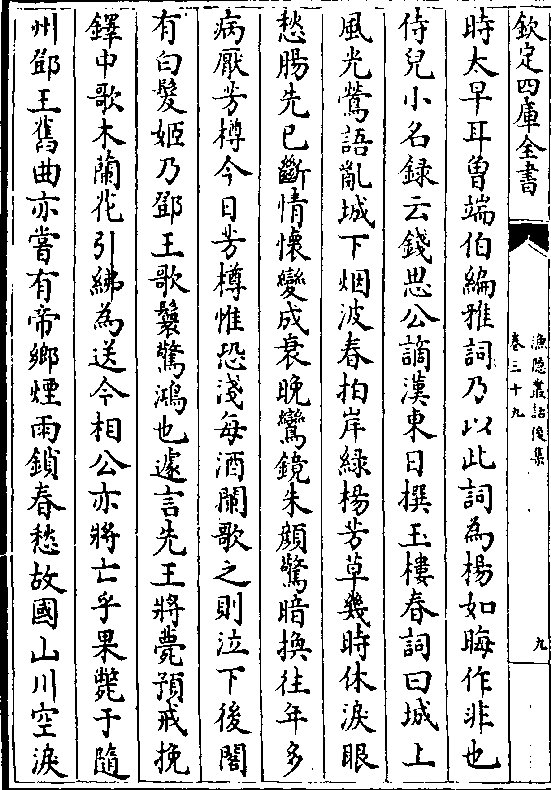 欽定四庫全書
漁隠叢話後集
卷三十九
九
時太早耳曾端伯編雅詞乃以此詞為楊如晦作非也
侍兒小名録云錢思公謫漢東日撰玉樓春詞曰城上
風光鶯語亂城下烟波春拍岸緑楊芳草幾時休淚眼
愁腸先已斷情懷變成衰晚鸞鏡朱顔驚暗換往年多
病厭芳樽今日芳樽惟恐淺每酒闌歌之則泣下後閣
有白髮姬乃鄧王歌鬟驚鴻也遽言先王將薨預戒挽
鐸中歌木蘭花引紼為送今相公亦將亡乎果斃于隨
州鄧王舊曲亦嘗有帝鄉煙雨鎖春愁故國山川空淚